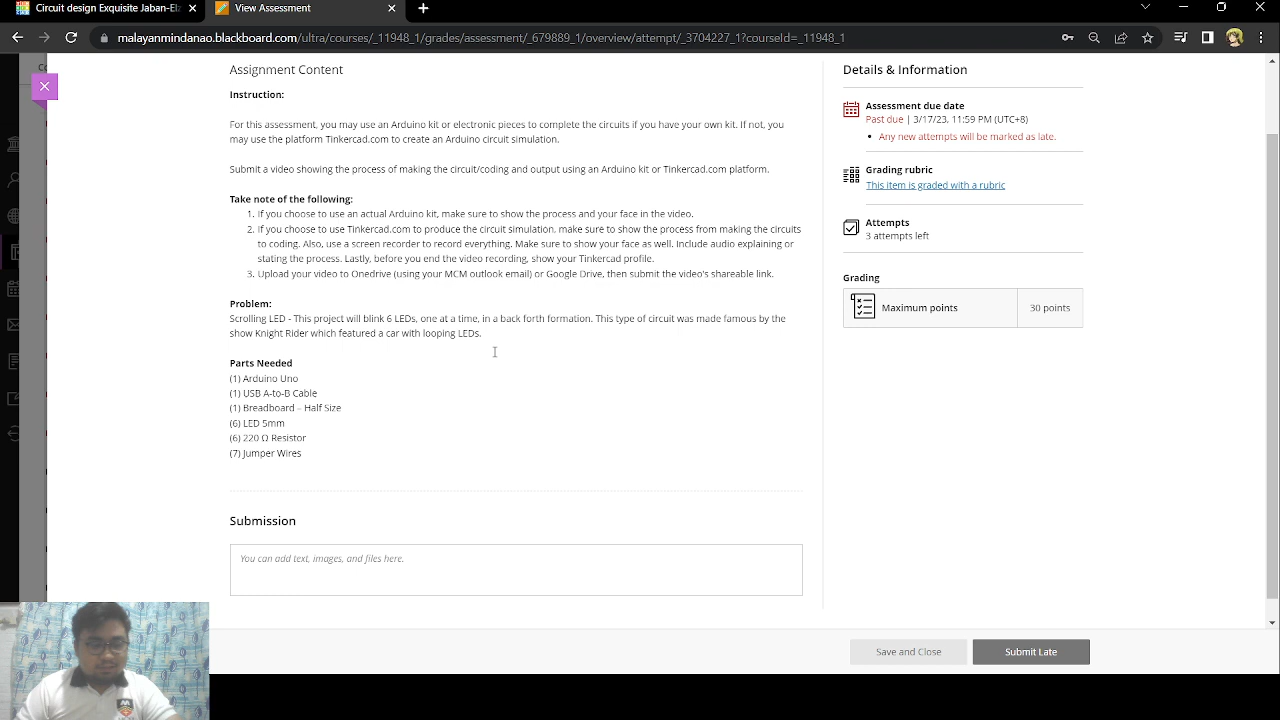 Circuit design Exquisite Jaban-Elz
View Assessment
malayanmindanao.blackboard.com/ultra/courses/_11948_1/grades/assessment/_679889_1/overview/attempt/_3704227_1?courseId=_11948_1
Assignment Content
Instruction:
For this assessment, you may use an Arduino kit or electronic pieces to complete the circuits if you have your own kit. If not, you
may use the platform Tinkercad.com to create an Arduino circuit simulation.
Submit a video showing the process of making the circuit/coding and output using an Arduino kit or Tinkercad.com platform.
Take note of the following:
1. If you choose to use an actual Arduino kit, make sure to show the process and your face in the video.
2. If you choose to use Tinkercad.com to produce the circuit simulation, make sure to show the process from making the circuits
to coding. Also, use a screen recorder to record everything. Make sure to show your face as well. Include audio explaining or
stating the process. Lastly, before you end the video recording, show your Tinkercad profile.
3. Upload your video to Onedrive (using your MCM outlook email) or Google Drive, then submit the video's shareable link.
Problem:
Scrolling LED - This project will blink 6 LEDs, one at a time, in a back forth formation. This type of circuit was made famous by the
show Knight Rider which featured a car with looping LEDs.
Parts Needed
(1) Arduino Uno
(1) USB A-to-B Cable
(1) Breadboard – Half Size
(6) LED 5mm
(6) 220 Ω Resistor
(7) Jumper Wires
Submission
You can add text, images, and files here.
Details & Information
Assessment due date
Past due | 3/17/23, 11:59 PM (UTC+8)
• Any new attempts will be marked as late.
Grading rubric
This item is graded with a rubric
Attempts
3 attempts left
Grading
Maximum points
30 points
Save and Close
Submit Late